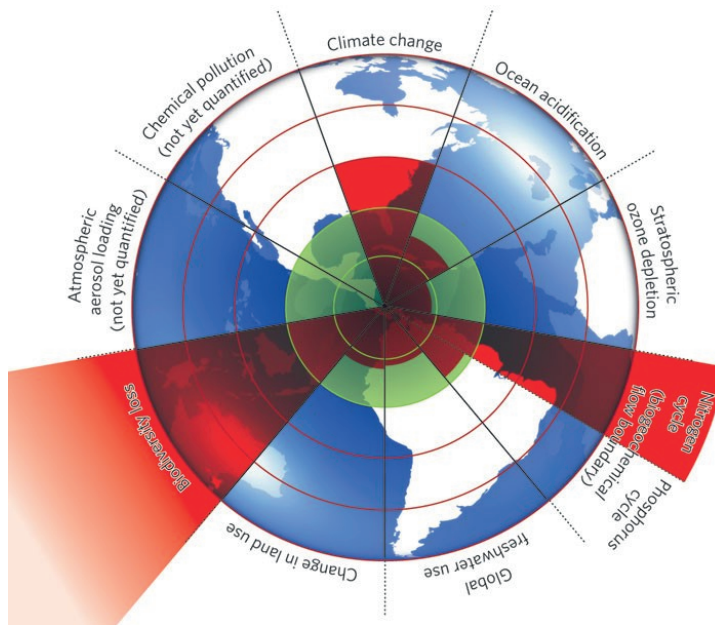 Climate change
Ocean acidification
Stratospheric
ozone depletion
Nitrogen
cycle
(biogeochemical
flow boundary)
Phosphorus
cycle
Global
freshwater use
Change in land use
Biodiversity loss
Atmospheric
aerosol loading
(not yet quantified)
Chemical pollution
(not yet quantified)